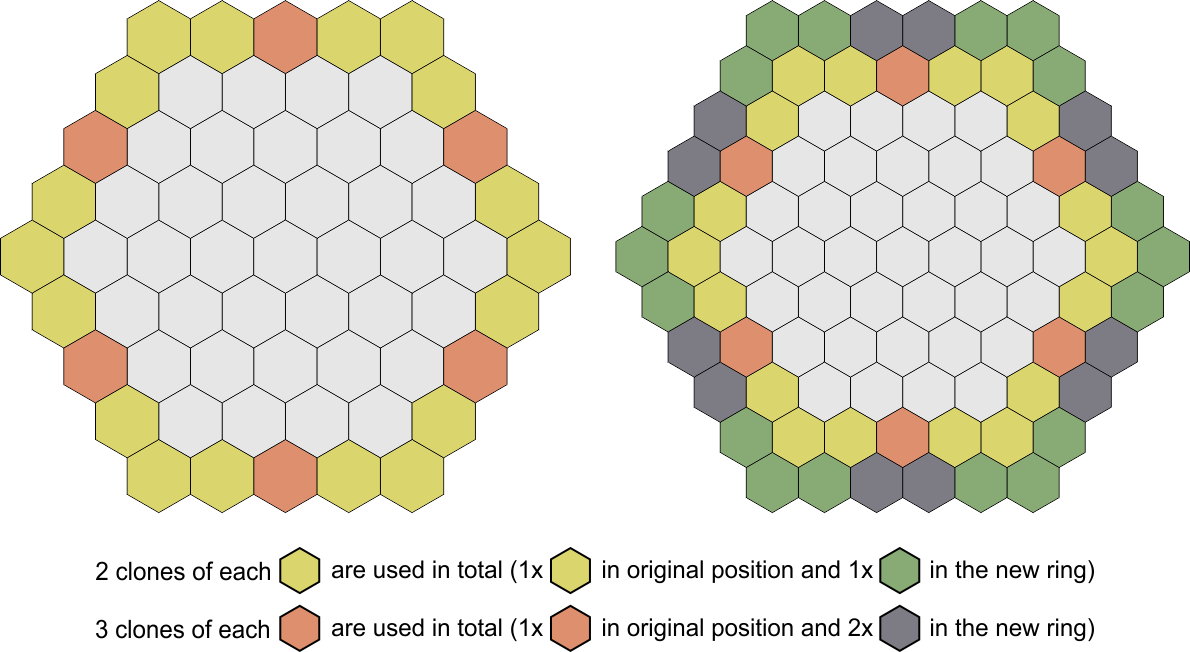 2 clones of each are used in total (1x in original position and 1x in the new ring)
3 clones of each are used in total (1x in original position and 2x in the new ring)